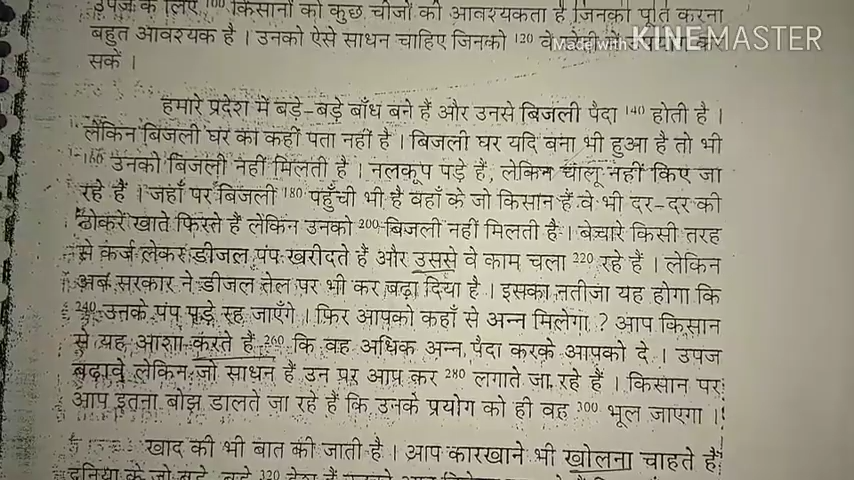 उपज के लिए 100 किसानों को कुछ चीजों की आवश्यकता है जिनकी पूर्ति करना
बहुत आवश्यक है । उनको ऐसे साधन चाहिए जिनको 120 वे
Made with KINEMASTER
सकें ।
हमारे प्रदेश में बड़े-बड़े बाँध बने हैं और उनसे बिजली पैदा 140 होती है ।
लेकिन बिजली घर का कहीं पता नहीं है । बिजली घर यदि बना भी हुआ है तो भी
160 उनको बिजली नहीं मिलती है । नलकूप पड़े हैं, लेकिन चालू नहीं किए जा
रहे हैं । जहाँ पर बिजली 180 पहुँची भी है वहाँ के जो किसान हैं वे भी दर-दर की
ठोकरें खाते फिरते हैं लेकिन उनको 200 बिजली नहीं मिलती है । बेचारे किसी तरह
से कर्ज लेकर डीजल पंप खरीदते हैं और उससे वे काम चला 220 रहे हैं । लेकिन
अब सरकार ने डीजल तेल पर भी कर बढ़ा दिया है । इसका नतीजा यह होगा कि
240 उनके पंप पड़े रह जाएँगे । फिर आपको कहाँ से अन्न मिलेगा ? आप किसान
से यह आशा करते हैं 260 कि वह अधिक अन्न पैदा करके आपको दे । उपज
बढ़ावे लेकिन जो साधन हैं उन पर आप कर 280 लगाते जा रहे हैं । किसान पर
आप इतना बोझ डालते जा रहे हैं कि उनके प्रयोग को ही वह 300 भूल जाएगा ।
खाद की भी बात की जाती है । आप कारखाने भी खोलना चाहते हैं
दुनिया के जो बड़े-बड़े 320 देश हैं